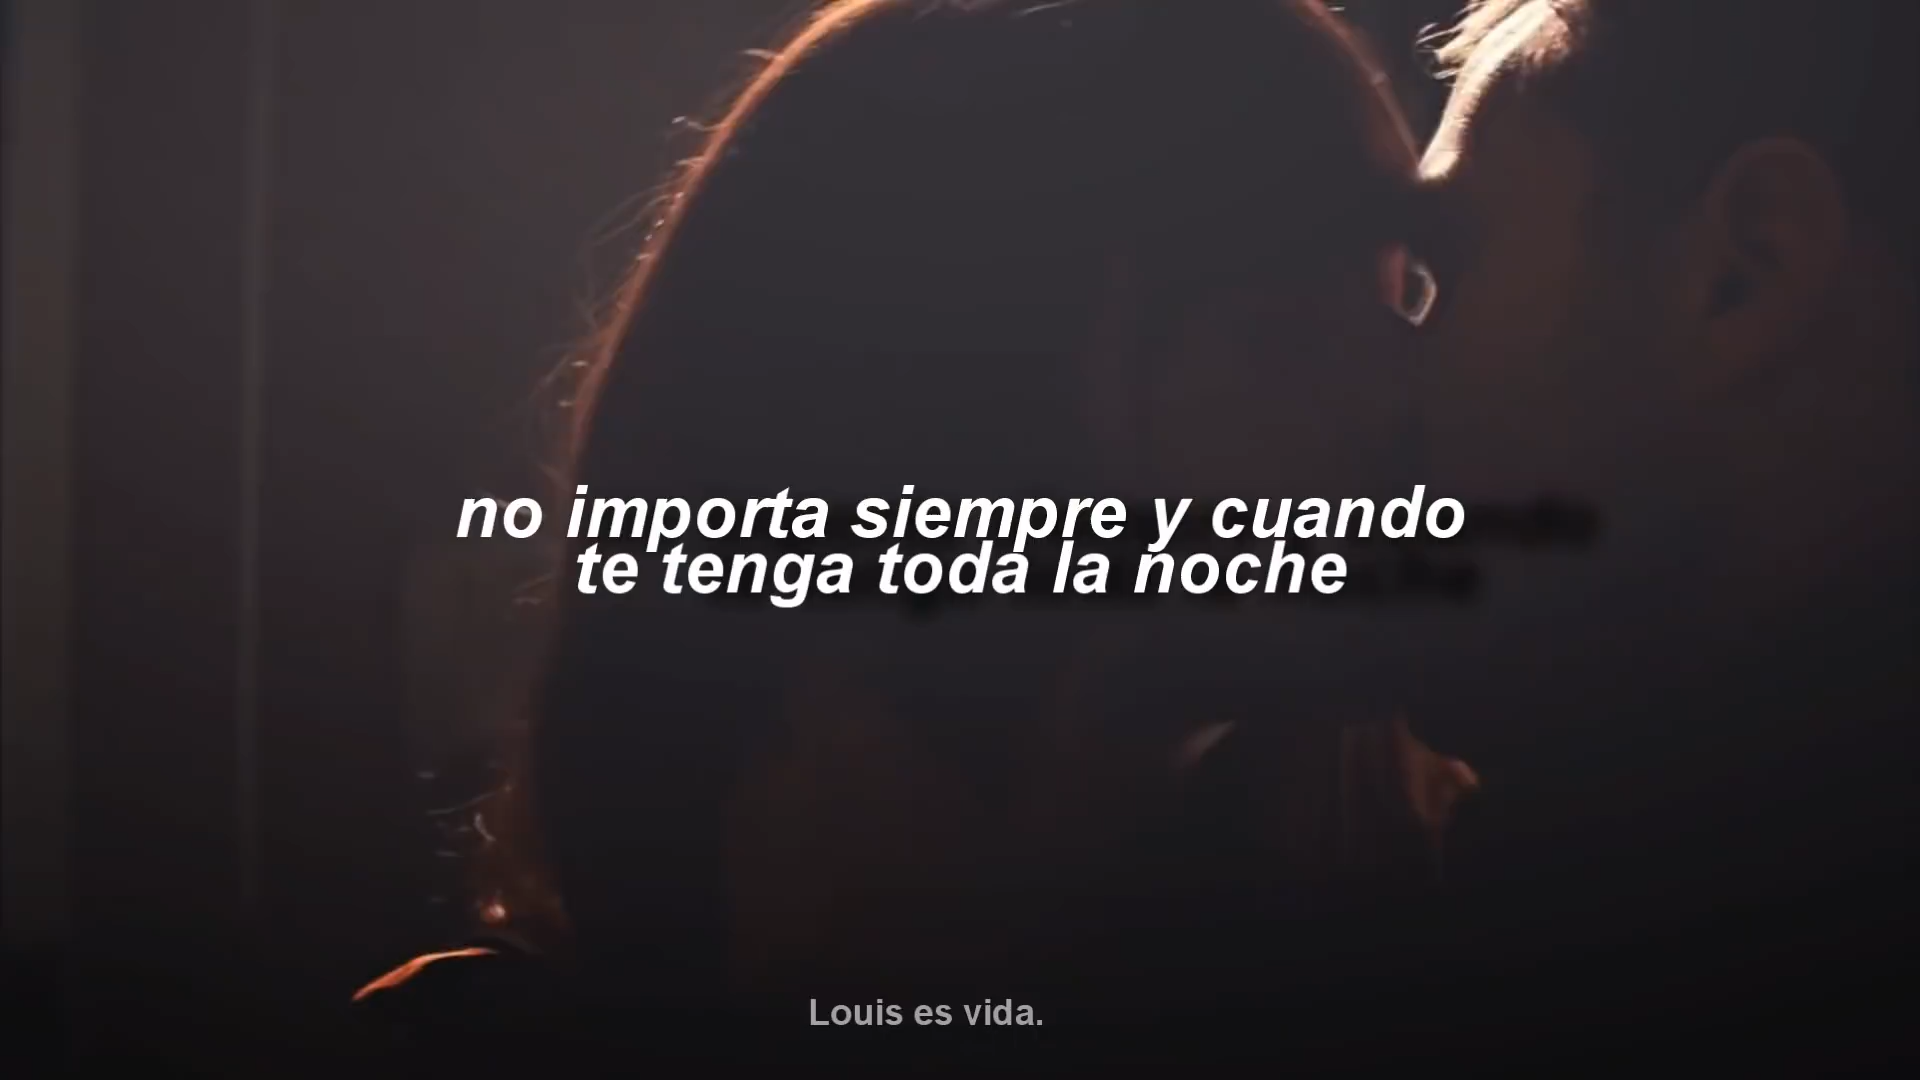 no importa siempre y cuando
te tenga toda la noche
Louis es vida.